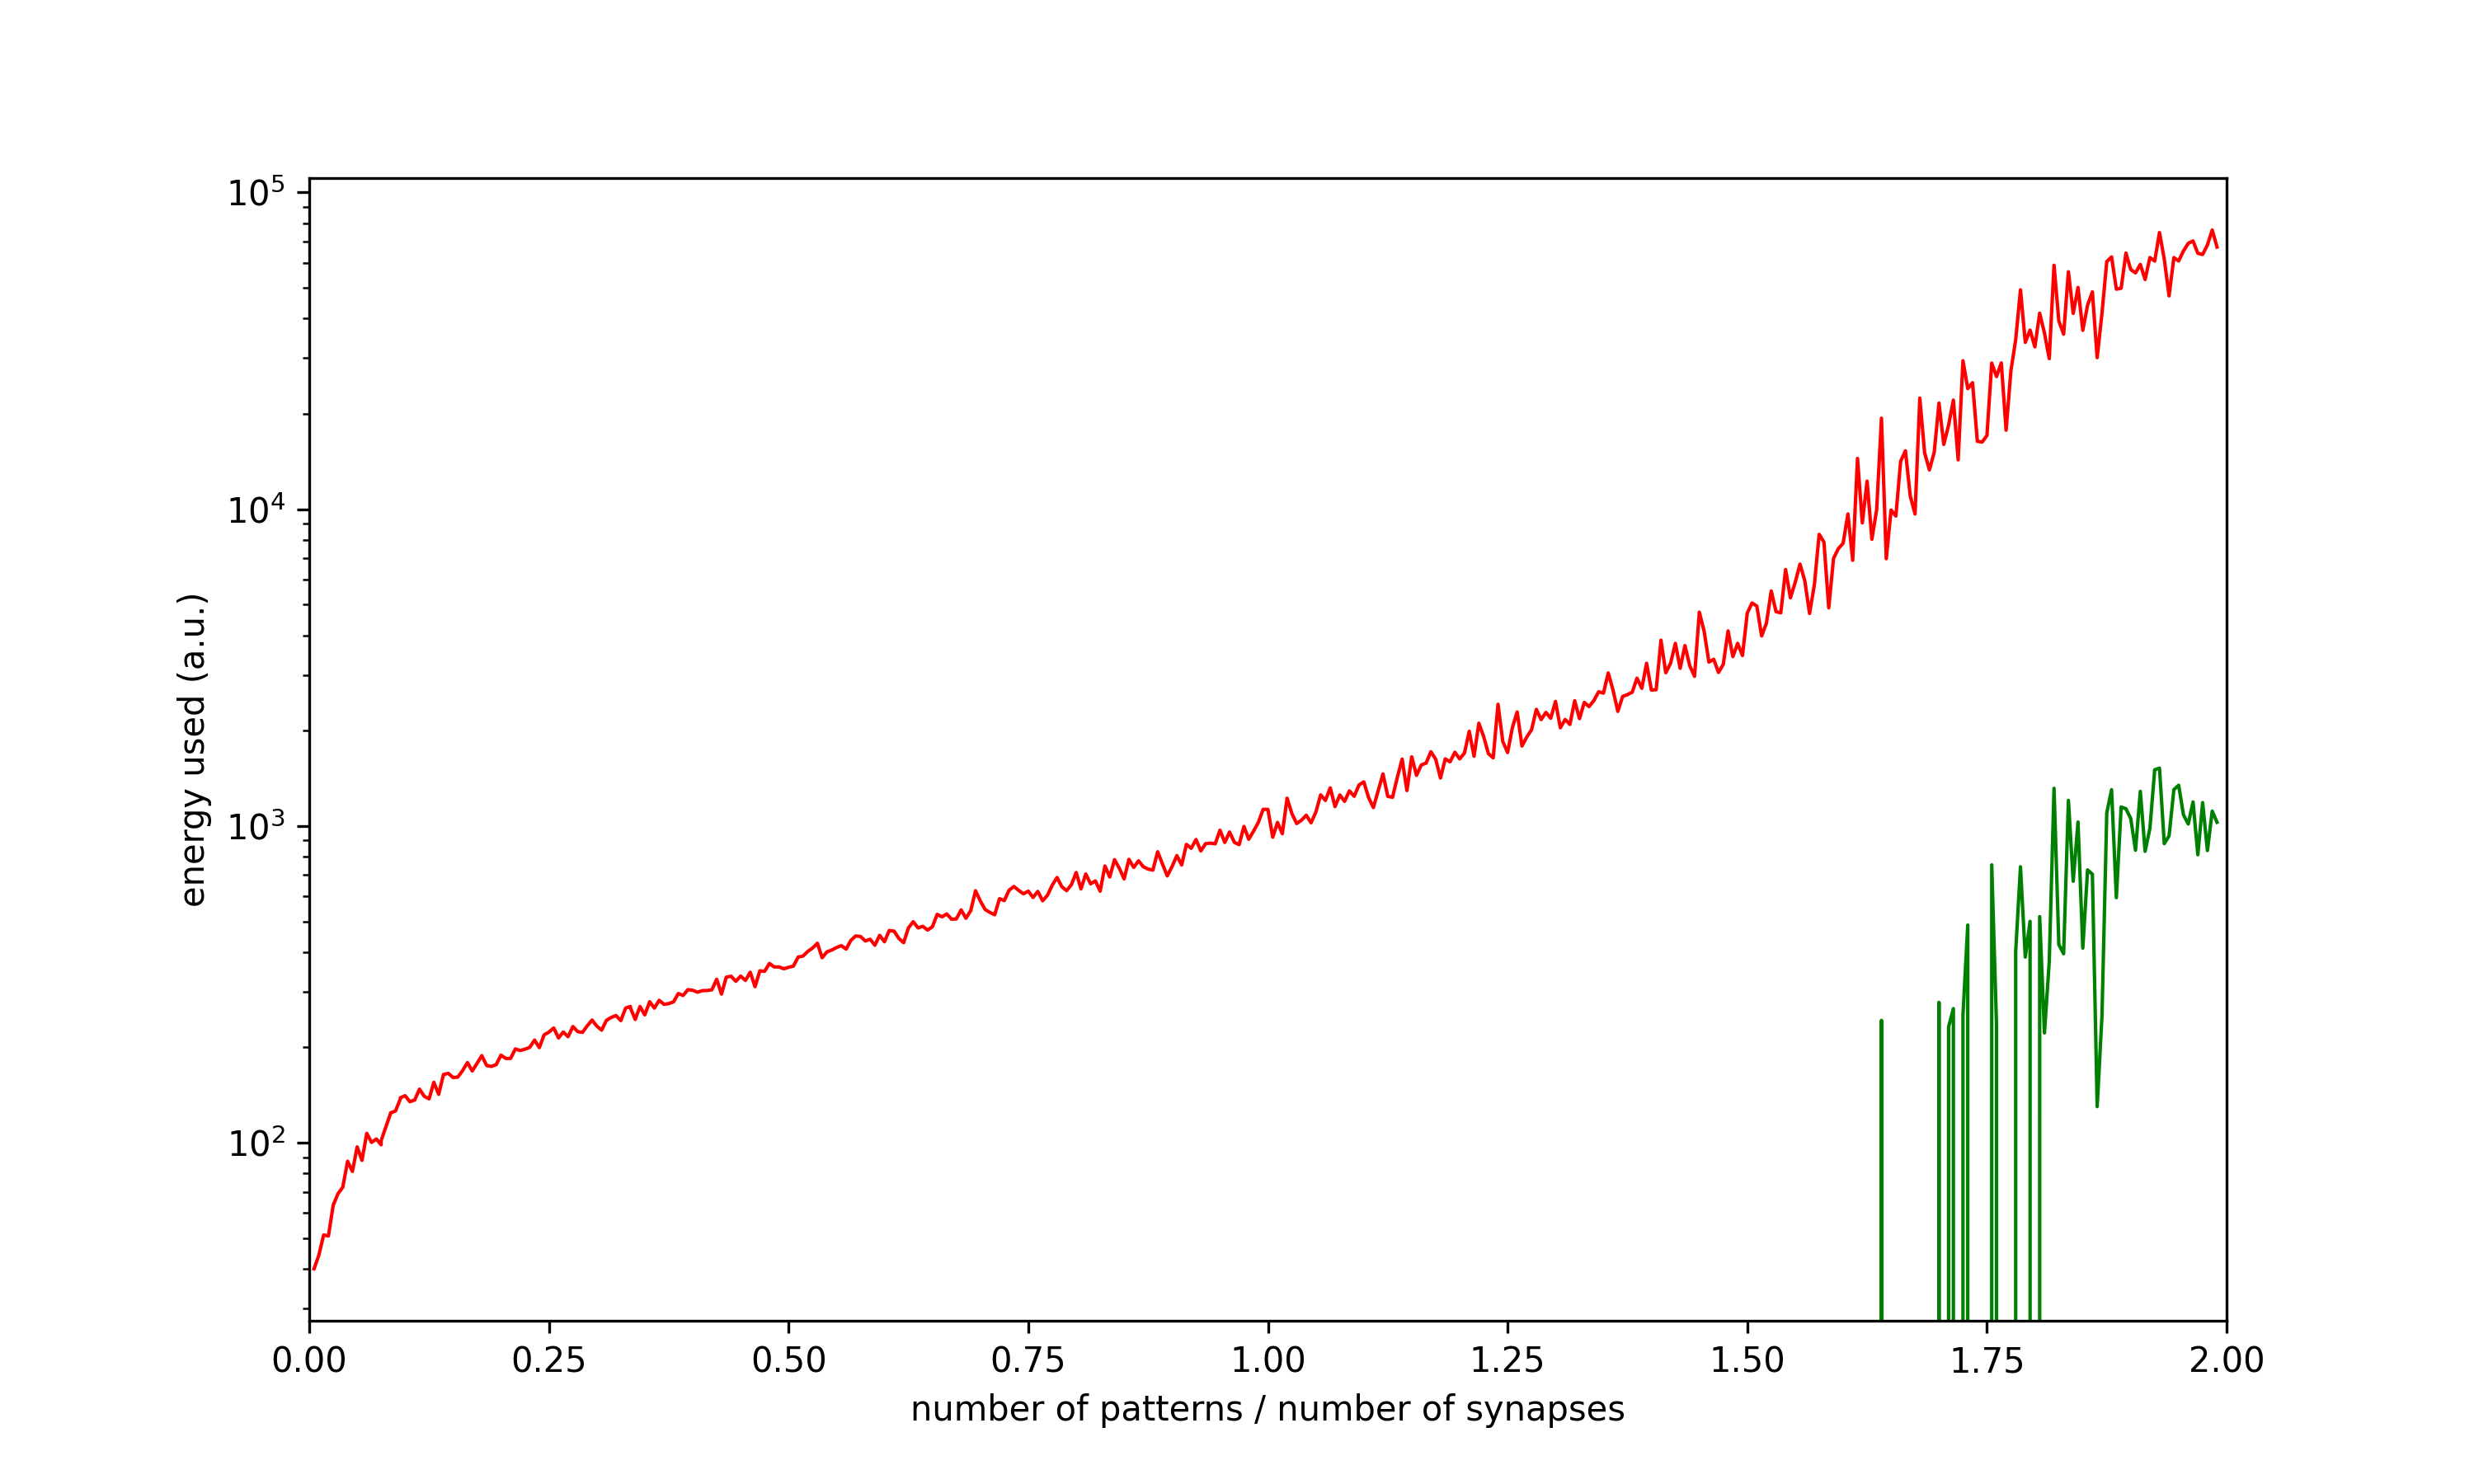 10⁵
10⁴
10³
10²
energy used (a.u.)
0.00 0.25 0.50 0.75 1.00 1.25 1.50 1.75 2.00
number of patterns / number of synapses